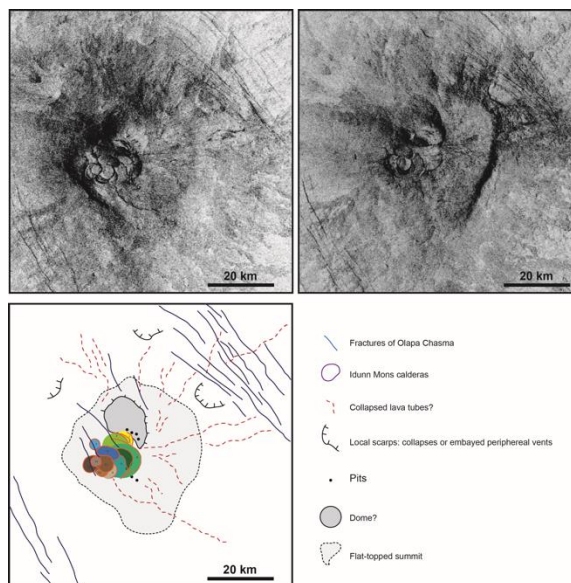 20 km
20 km
20 km
Fractures of Olapa Chasma
Idunn Mons calderas
Collapsed lava tubes?
Local scarps: collapses or embayed peripheral vents
Pits
Dome?
Flat-topped summit